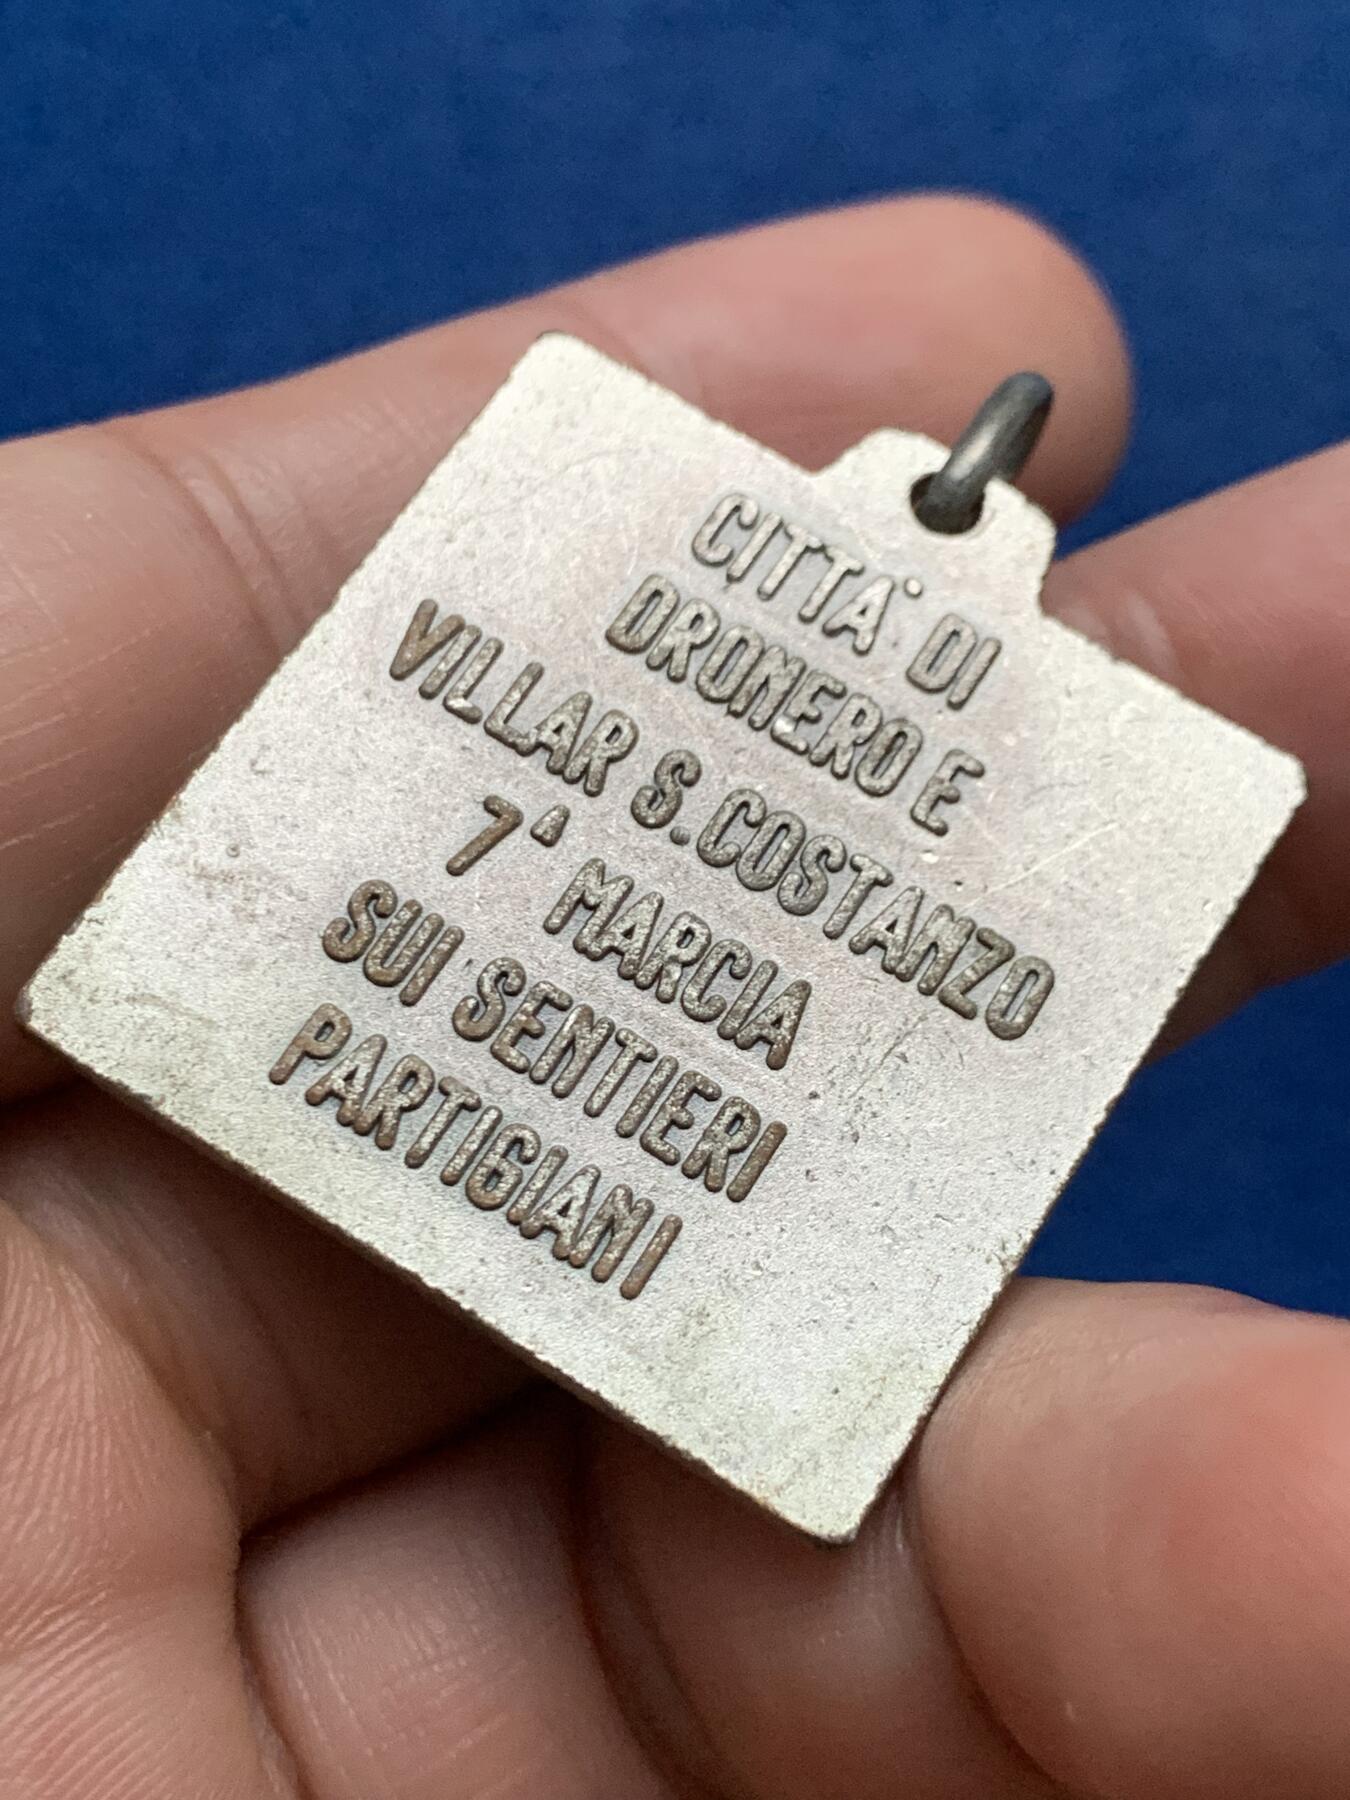 CITTA' DI
DRONERO E
VILLAR S.COSTANZO
7ᴬ MARCIA
SUI SENTIERI
PARTIGIANI